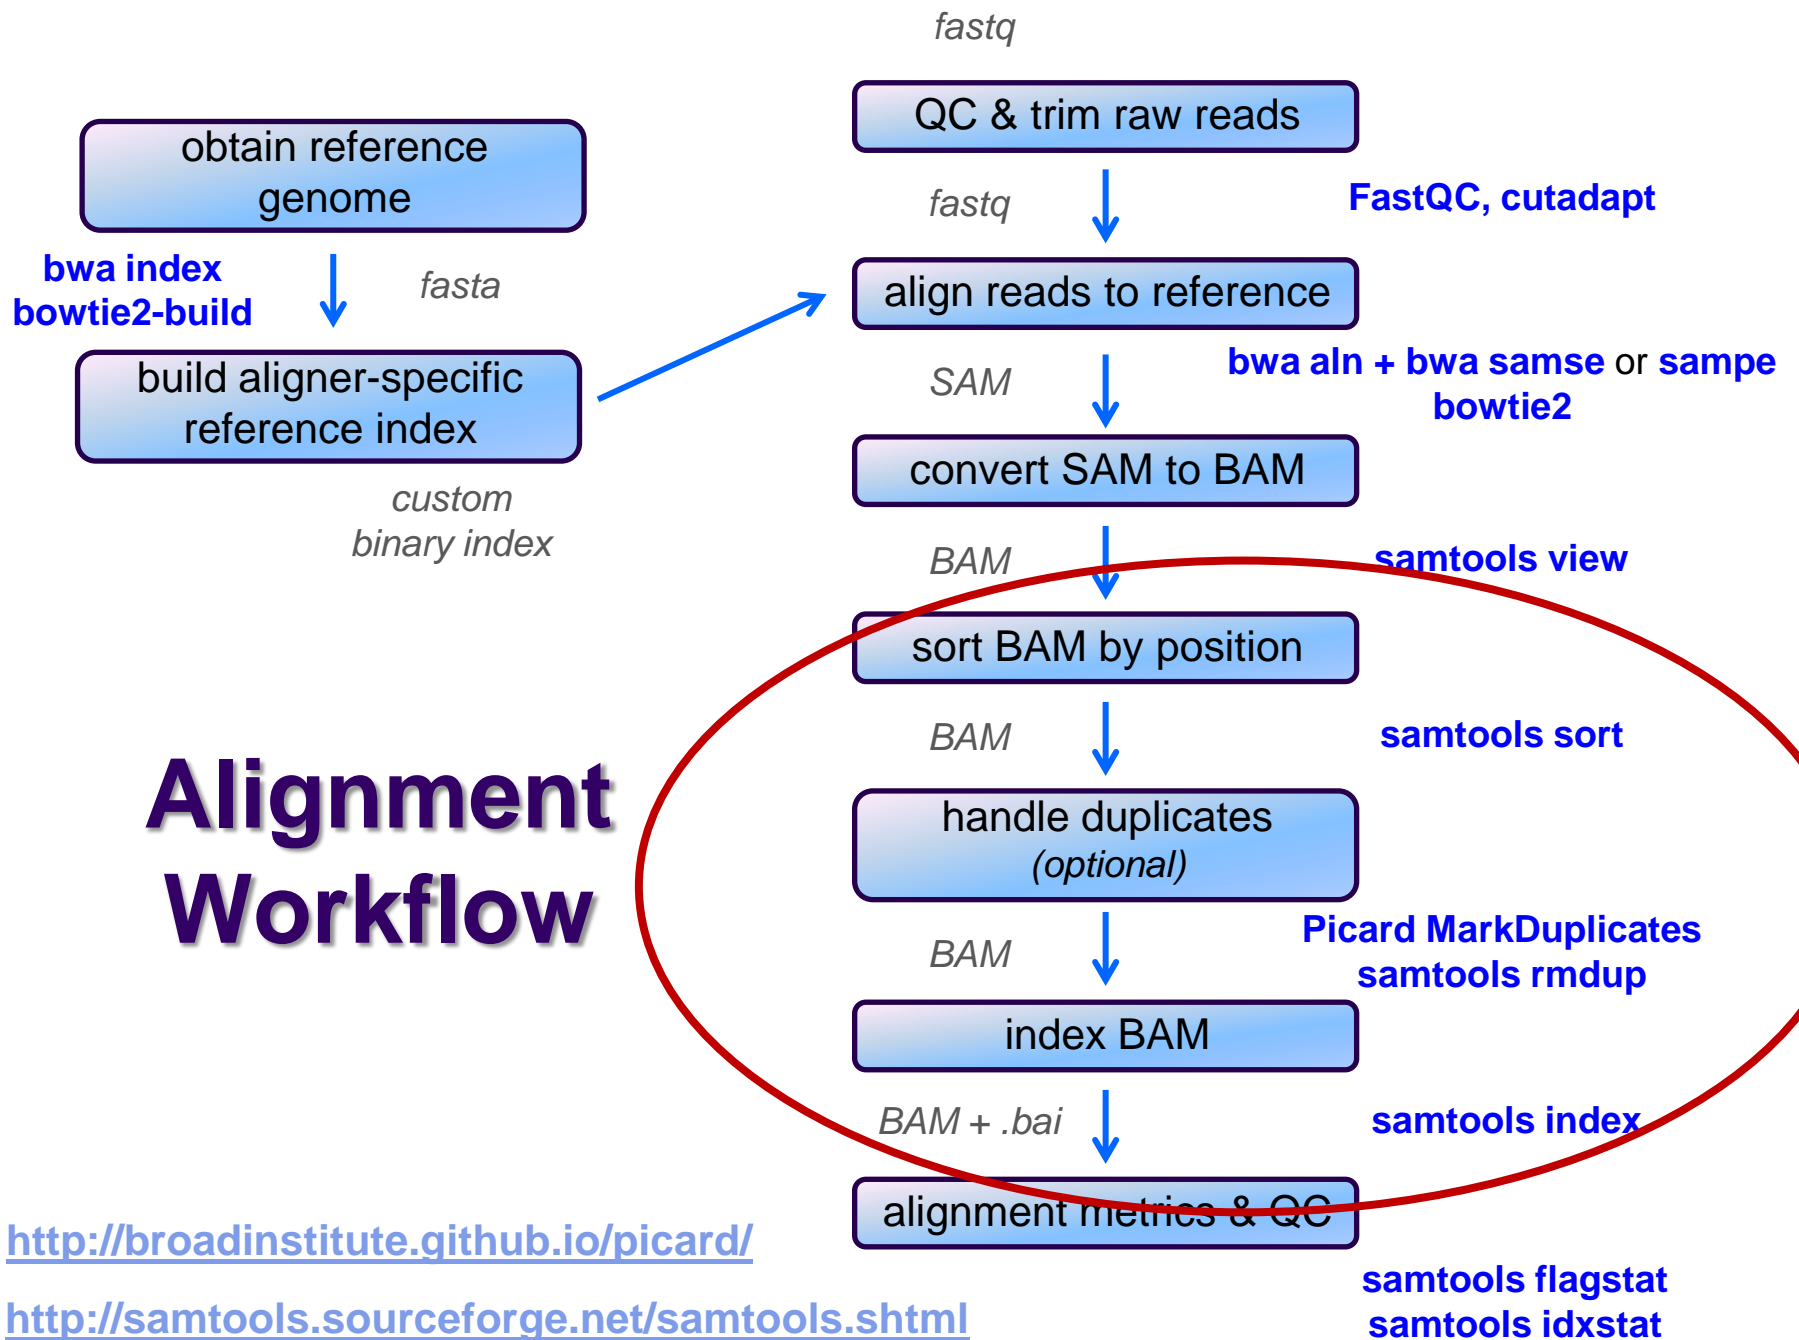 fastq
QC & trim raw reads
obtain reference
genome
fastq
FastQC, cutadapt
bwa index
bowtie2-build
fasta
align reads to reference
build aligner-specific
reference index
SAM
bwa aln + bwa samse or sampe
bowtie2
convert SAM to BAM
custom
binary index
BAM
samtools view
sort BAM by position
BAM
samtools sort
Alignment
Workflow
handle duplicates
(optional)
BAM
Picard MarkDuplicates
samtools rmdup
index BAM
BAM + .bai
samtools index
alignment metrics & QC
http://broadinstitute.github.io/picard/
samtools flagstat
samtools idxstat
http://samtools.sourceforge.net/samtools.shtml